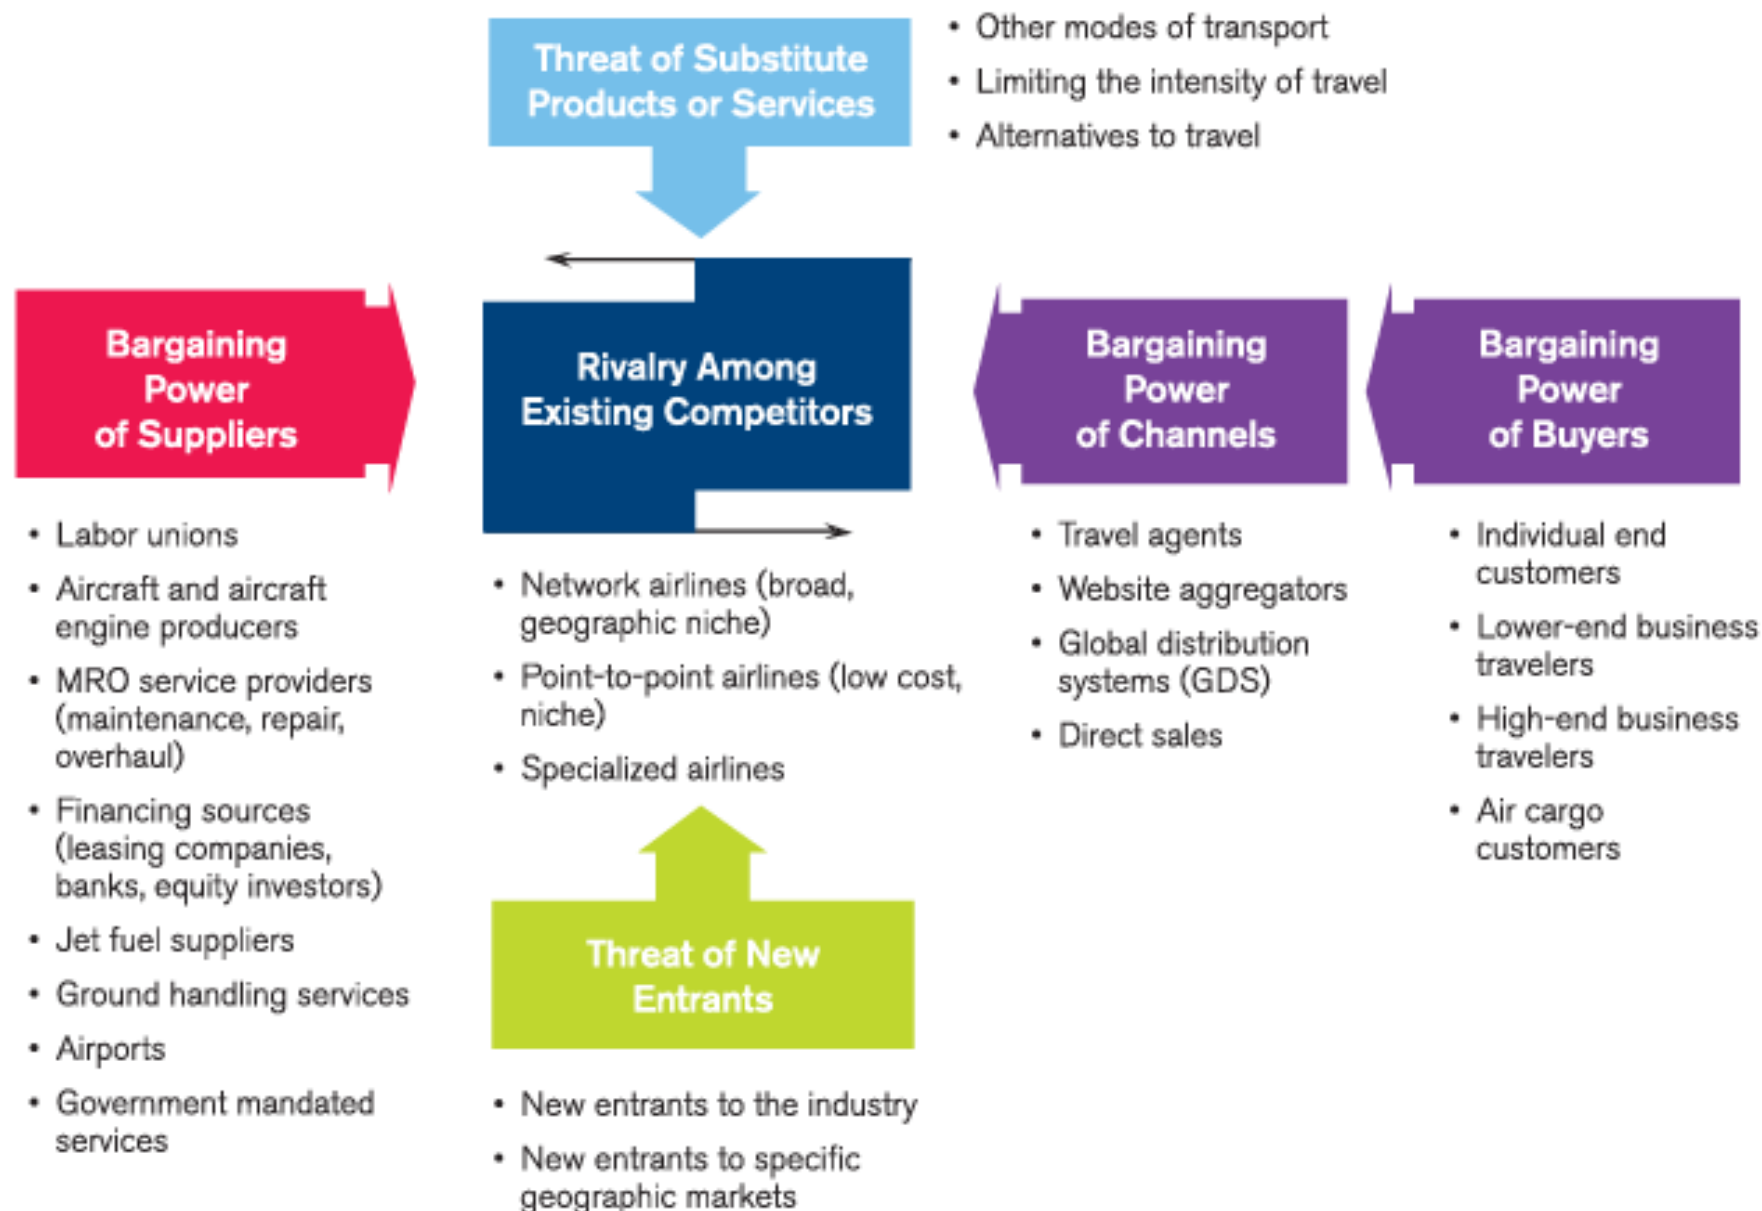 Threat of Substitute
Products or Services
• Other modes of transport
• Limiting the intensity of travel
• Alternatives to travel
Bargaining
Power
of Suppliers
• Labor unions
• Aircraft and aircraft
engine producers
• MRO service providers
(maintenance, repair,
overhaul)
• Financing sources
(leasing companies,
banks, equity investors)
• Jet fuel suppliers
• Ground handling services
• Airports
• Government mandated
services
Rivalry Among
Existing Competitors
• Network airlines (broad,
geographic niche)
• Point-to-point airlines (low cost,
niche)
• Specialized airlines
Threat of New
Entrants
• New entrants to the industry
• New entrants to specific
geographic markets
Bargaining
Power
of Channels
• Travel agents
• Website aggregators
• Global distribution
systems (GDS)
• Direct sales
Bargaining
Power
of Buyers
• Individual end
customers
• Lower-end business
travelers
• High-end business
travelers
• Air cargo
customers